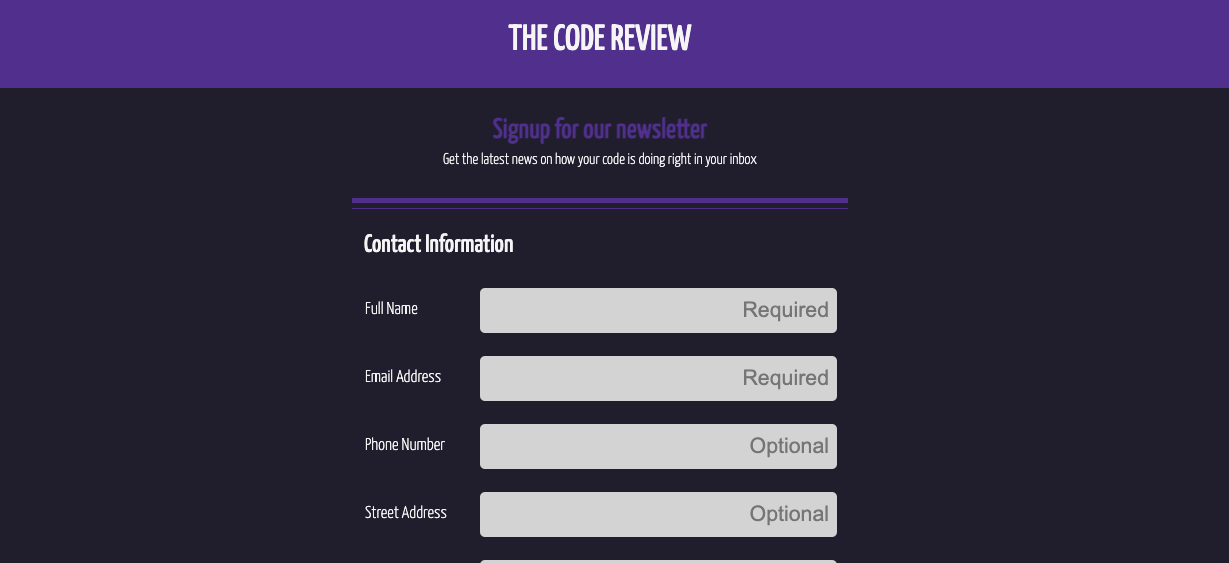 THE CODE REVIEW
Signup for our newsletter
Get the latest news on how your code is doing right in your inbox
Contact Information
Full Name Required
Email Address Required
Phone Number Optional
Street Address Optional